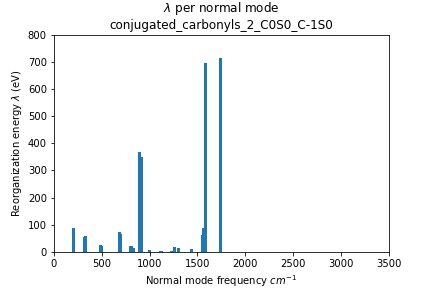 λ per normal mode
conjugated_carbonyls_2_C0S0_C-1S0
Reorganization energy λ (eV)
800
700
600
500
400
300
200
100
0
0 500 1000 1500 2000 2500 3000 3500
Normal mode frequency cm⁻¹